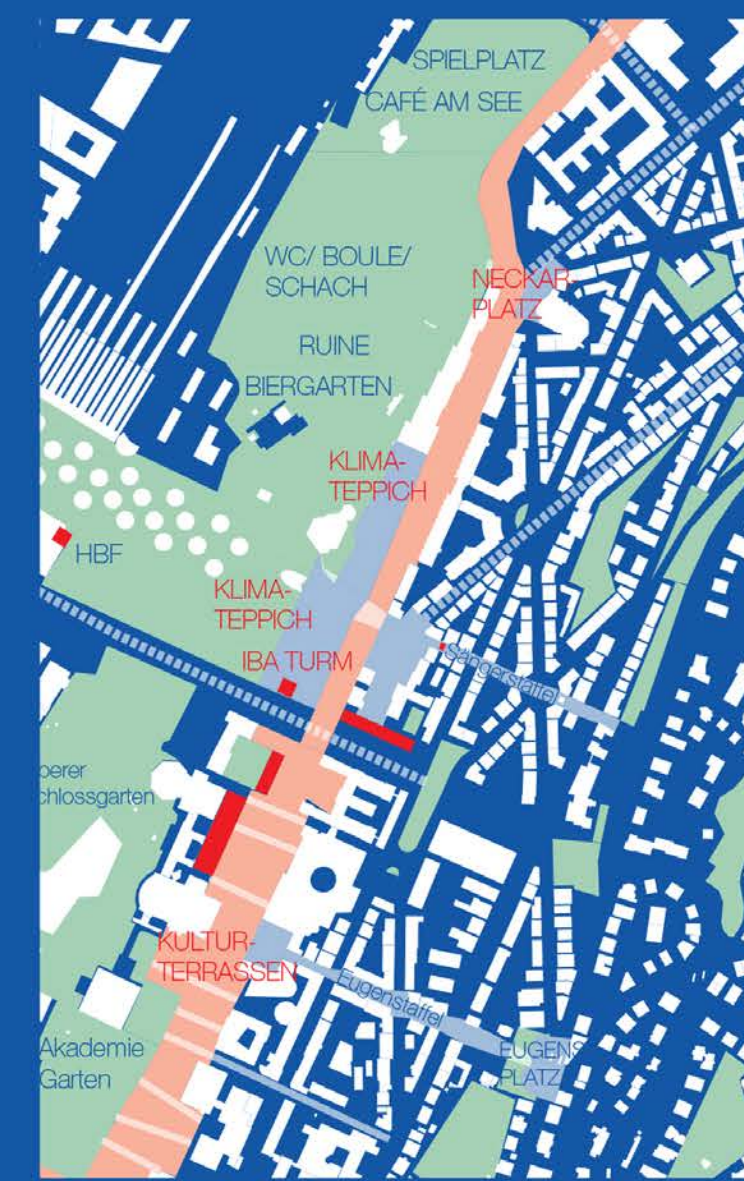 SPIELPLATZ
CAFÉ AM SEE
WC/ BOULE/
SCHACH
NECKAR-
PLATZ
RUINE
BIERGARTEN
KLIMA-
TEPPICH
HBF
KLIMA-
TEPPICH
IBA TURM
Sängerstaffel
berer
chlossgarten
KULTUR-
TERRASSEN
Eugenstaffel
Akademie
Garten
EUGENS
PLATZ